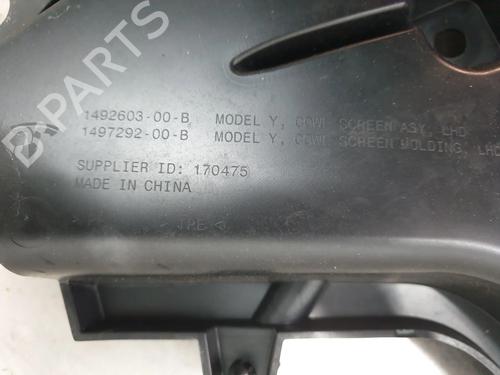 B-PARTS
1492603-00-B MODEL Y, COWL SCREEN ASY, LHD
1497292-00-B MODEL Y, COWL SCREEN MOLDING, LHD
SUPPLIER ID: 170475
MADE IN CHINA
TPE